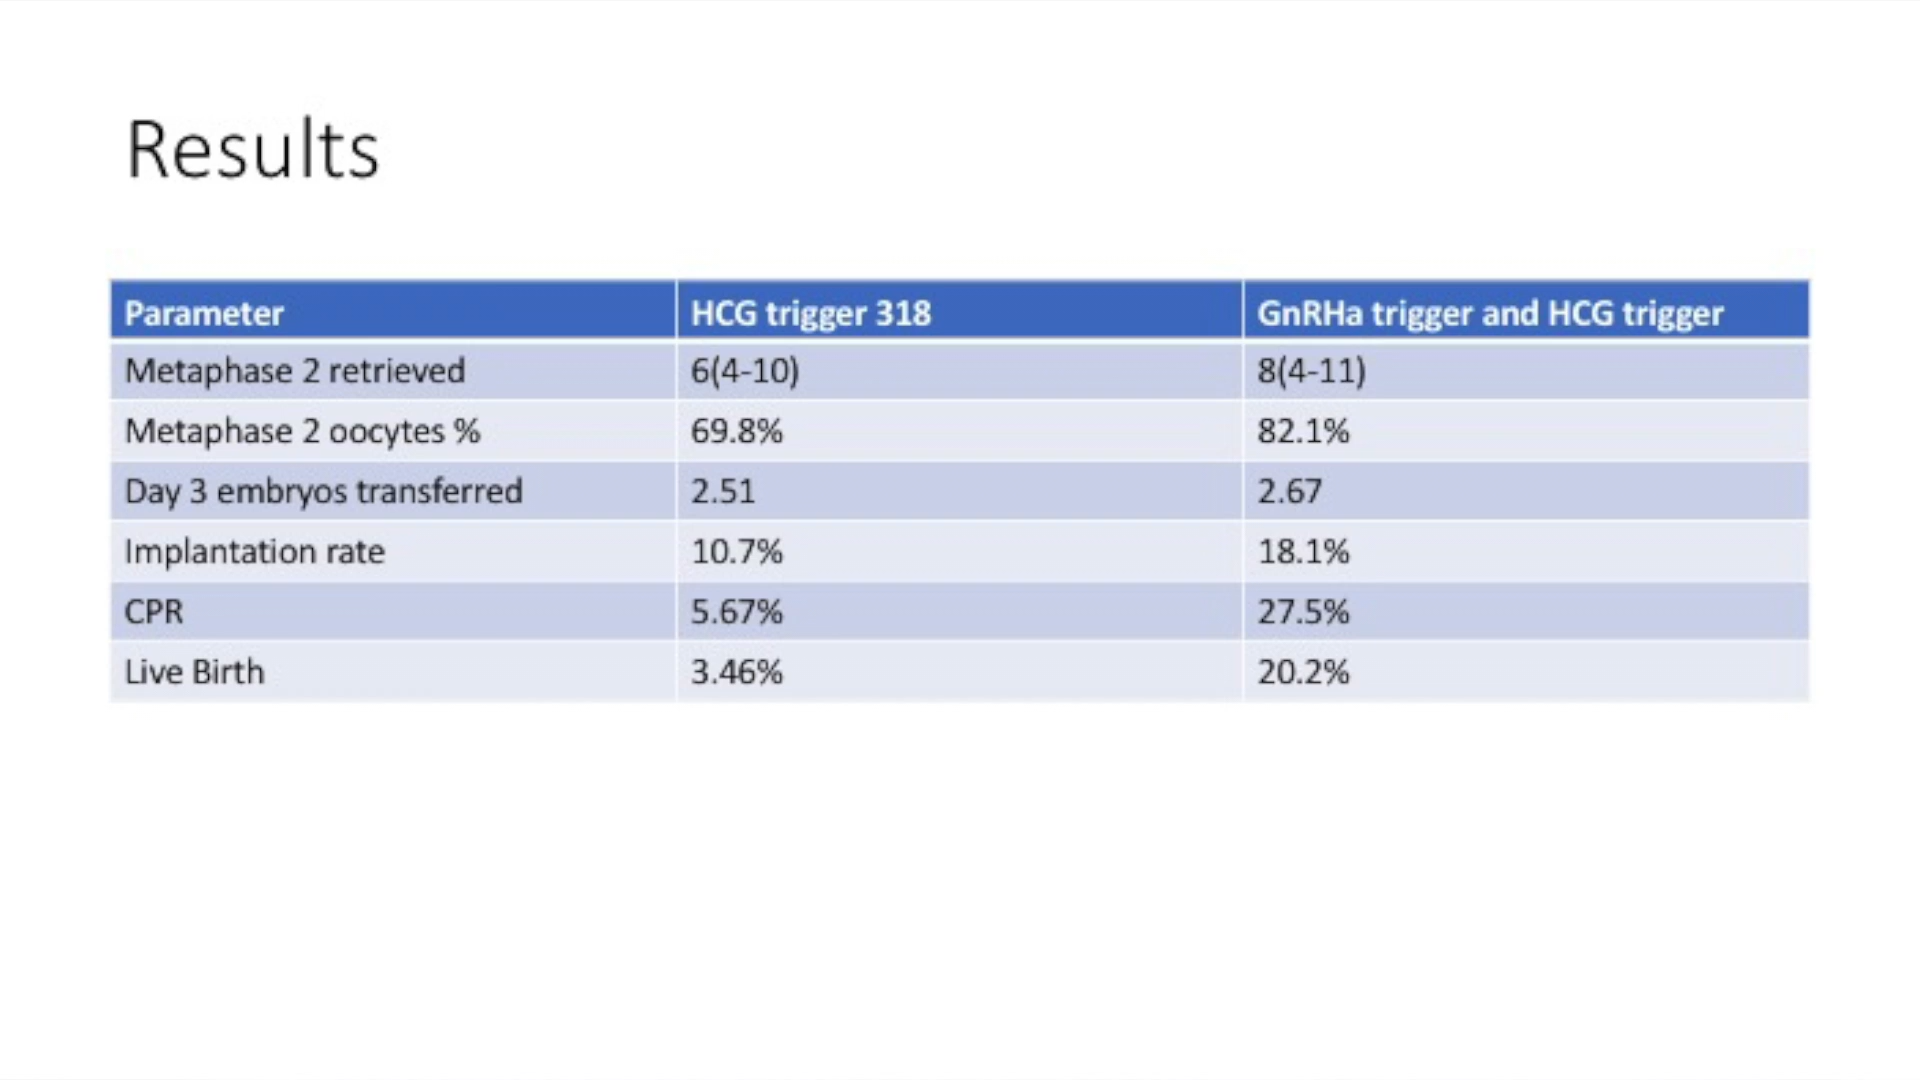 Results
Parameter HCG trigger 318 GnRHa trigger and HCG trigger
Metaphase 2 retrieved 6(4-10) 8(4-11)
Metaphase 2 oocytes % 69.8% 82.1%
Day 3 embryos transferred 2.51 2.67
Implantation rate 10.7% 18.1%
CPR 5.67% 27.5%
Live Birth 3.46% 20.2%